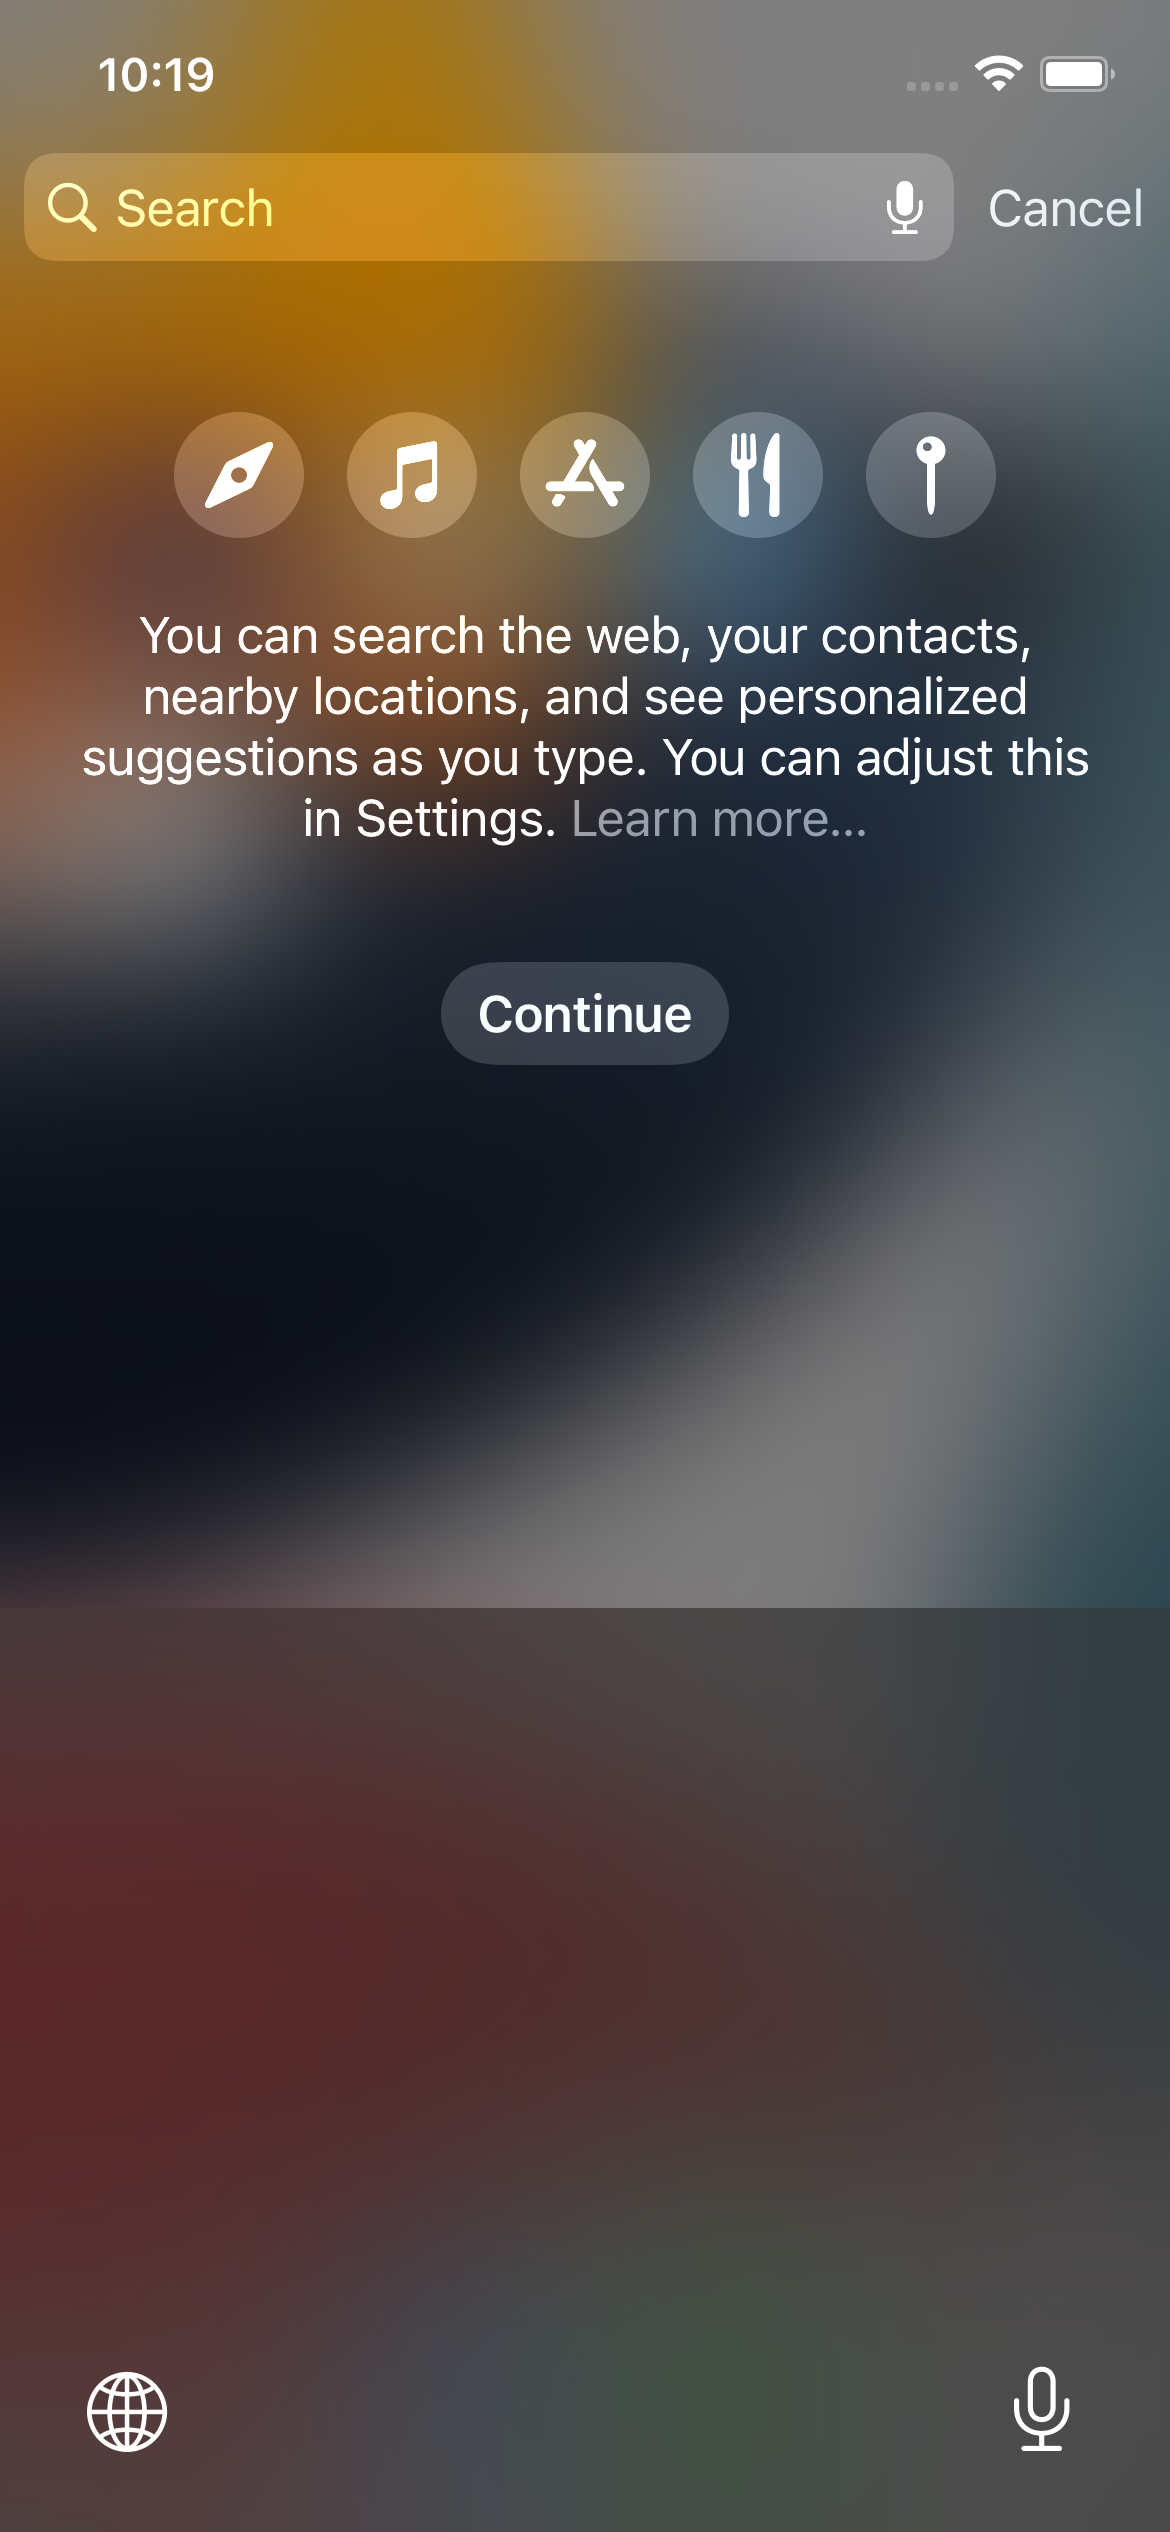 10:19
Search
Cancel
You can search the web, your contacts,
nearby locations, and see personalized
suggestions as you type. You can adjust this
in Settings. Learn more...
Continue